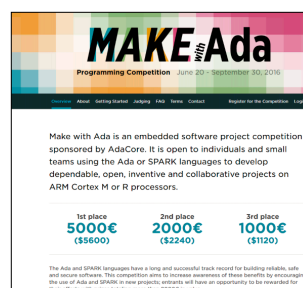 MAKE with Ada
Programming Competition June 20 - September 30, 2016
Overview About Getting Started Judging FAQ Terms Contact Register for the Competition Logi
Make with Ada is an embedded software project competition
sponsored by AdaCore. It is open to individuals and small
teams using the Ada or SPARK languages to develop
dependable, open, inventive and collaborative projects on
ARM Cortex M or R processors.
1st place 2nd place 3rd place
5000€ 2000€ 1000€
($5600) ($2240) ($1120)
The Ada and SPARK languages have a long and successful track record for building reliable, safe
and secure software. This competition aims to increase awareness of these benefits by encouragin
the use of Ada and SPARK in new projects; entrants will have an opportunity to be rewarded for